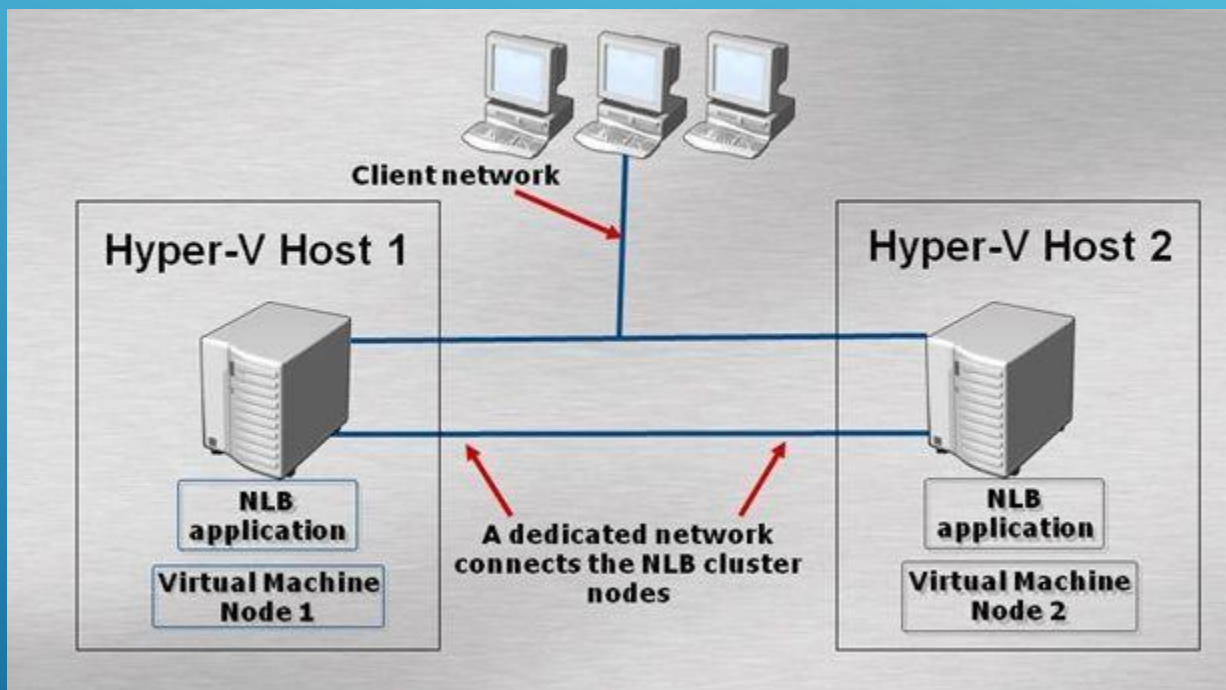 Client network
Hyper-V Host 1
Hyper-V Host 2
NLB
application
Virtual Machine
Node 1
A dedicated network
connects the NLB cluster
nodes
NLB
application
Virtual Machine
Node 2